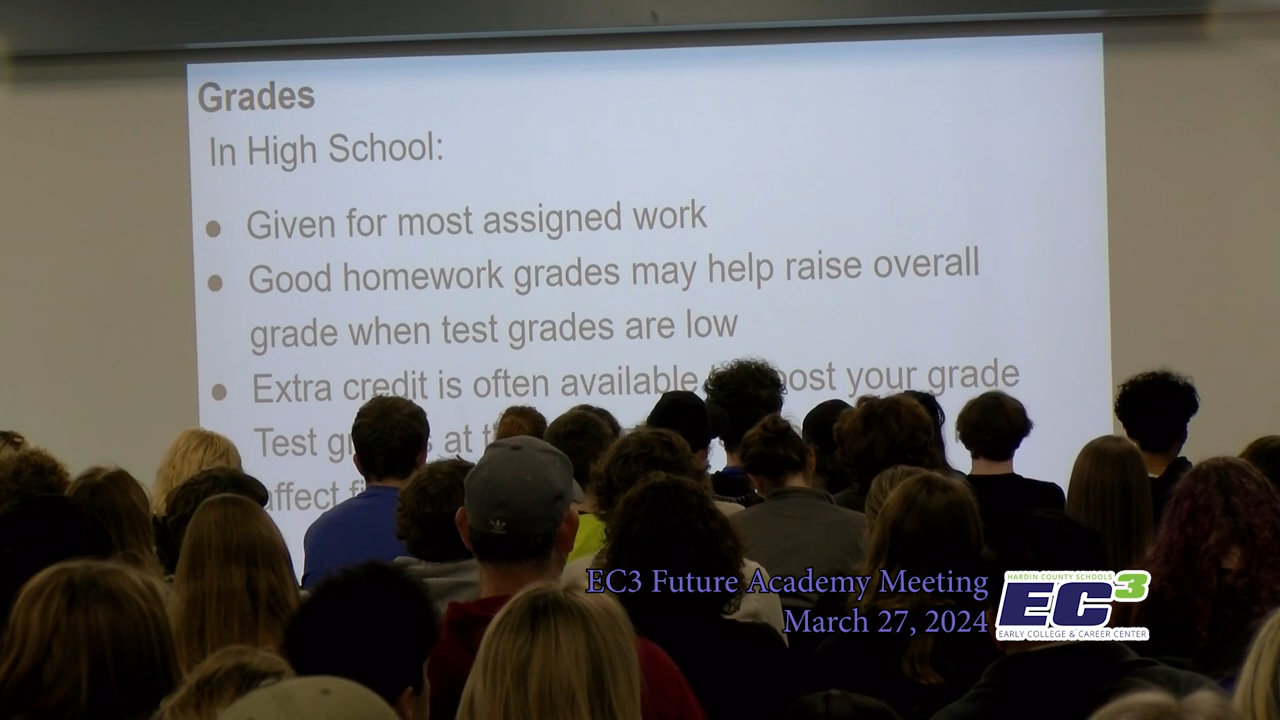 Grades
In High School:
● Given for most assigned work
● Good homework grades may help raise overall
grade when test grades are low
● Extra credit is often available your grade
Test at
affect
EC3 Future Academy Meeting
March 27, 2024
HARDIN COUNTY SCHOOLS
EC3
EARLY COLLEGE & CAREER CENTER